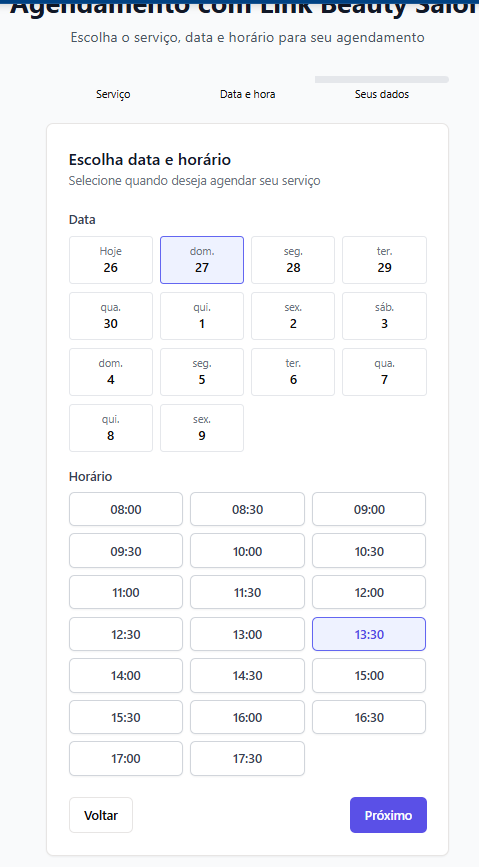 Agendamento com Link Beauty Salon
Escolha o serviço, data e horário para seu agendamento
Serviço Data e hora Seus dados
Escolha data e horário
Selecione quando deseja agendar seu serviço
Data
Hoje dom. seg. ter.
26 27 28 29
qua. qui. sex. sáb.
30 1 2 3
dom. seg. ter. qua.
4 5 6 7
qui. sex.
8 9
Horário
08:00 08:30 09:00
09:30 10:00 10:30
11:00 11:30 12:00
12:30 13:00 13:30
14:00 14:30 15:00
15:30 16:00 16:30
17:00 17:30
Voltar Próximo